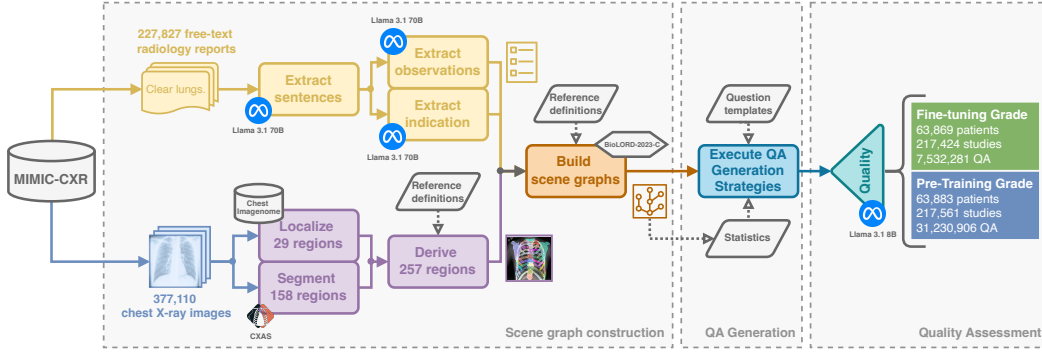 227,827 free-text
radiology reports
Clear lungs.
Extract
sentences
Llama 3.1 70B
Llama 3.1 70B
Extract
observations
Extract
indication
Llama 3.1 70B
MIMIC-CXR
377,110
chest X-ray images
Chest
Imagenome
Localize
29 regions
Segment
158 regions
CXAS
Reference
definitions
Derive
257 regions
Reference
definitions
BioLORD-2023-C
Build
scene graphs
Scene graph construction
Question
templates
Execute QA
Generation
Strategies
Statistics
QA Generation
Quality
Llama 3.1 8B
Fine-tuning Grade
63,869 patients
217,424 studies
7,532,281 QA
Pre-Training Grade
63,883 patients
217,561 studies
31,230,906 QA
Quality Assessment